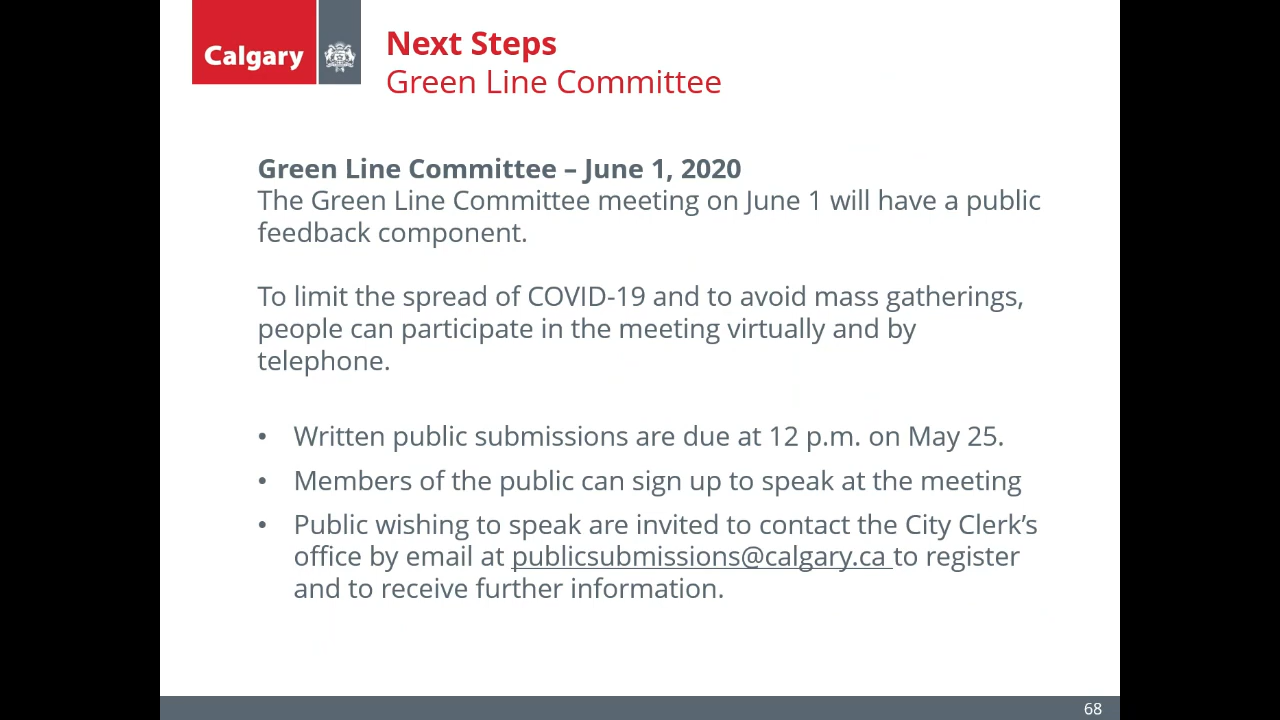 Calgary
Next Steps
Green Line Committee
Green Line Committee – June 1, 2020
The Green Line Committee meeting on June 1 will have a public
feedback component.
To limit the spread of COVID-19 and to avoid mass gatherings,
people can participate in the meeting virtually and by
telephone.
• Written public submissions are due at 12 p.m. on May 25.
• Members of the public can sign up to speak at the meeting
• Public wishing to speak are invited to contact the City Clerk’s
office by email at publicsubmissions@calgary.ca to register
and to receive further information.
68